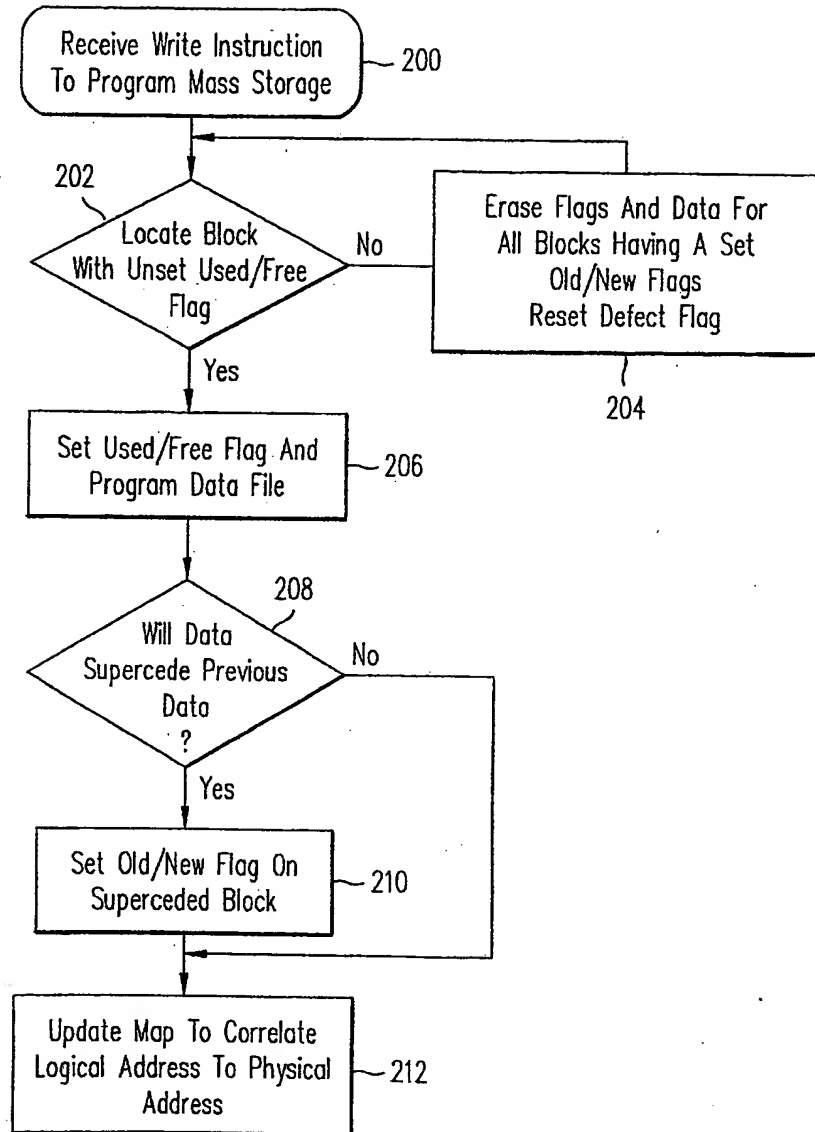 Receive Write Instruction
To Program Mass Storage
200
202
Locate Block
With Unset Used/Free
Flag
No
Erase Flags And Data For
All Blocks Having A Set
Old/New Flags
Reset Defect Flag
204
Yes
Set Used/Free Flag And
Program Data File
206
208
Will Data
Supercede Previous
Data
?
No
Yes
Set Old/New Flag On
Superceded Block
210
Update Map To Correlate
Logical Address To Physical
Address
212